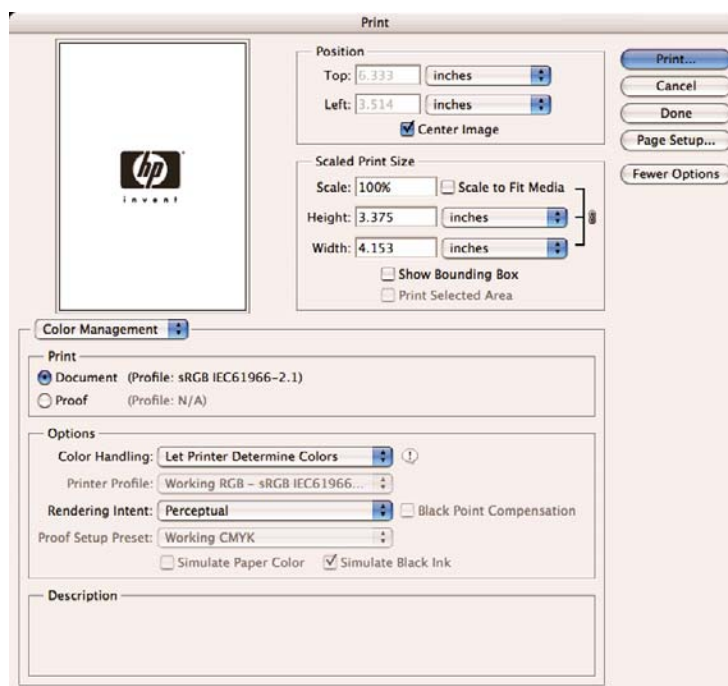 Print
hp
invent
Position
Top: 6.333 inches
Left: 3.514 inches
Center Image
Scaled Print Size
Scale: 100% Scale to Fit Media
Height: 3.375 inches
Width: 4.153 inches
Show Bounding Box
Print Selected Area
Print...
Cancel
Done
Page Setup...
Fewer Options
Color Management
Print
Document (Profile: sRGB IEC61966-2.1)
Proof (Profile: N/A)
Options
Color Handling: Let Printer Determine Colors
Printer Profile: Working RGB - sRGB IEC61966...
Rendering Intent: Perceptual Black Point Compensation
Proof Setup Preset: Working CMYK
Simulate Paper Color Simulate Black Ink
Description